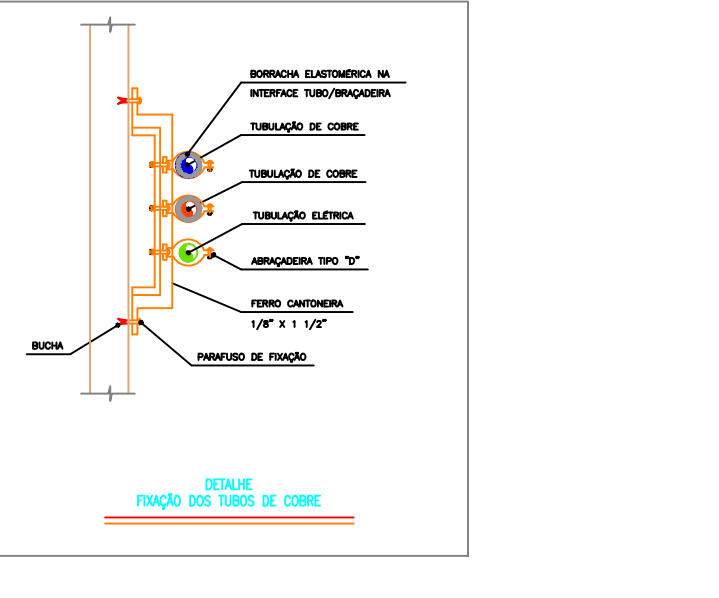 BORRACHA ELASTOMÉRICA NA
INTERFACE TUBO/BRAÇADEIRA
TUBULAÇÃO DE COBRE
TUBULAÇÃO DE COBRE
TUBULAÇÃO ELÉTRICA
ABRAÇADEIRA TIPO "D"
FERRO CANTONEIRA
1/8" X 1 1/2"
BUCHA
PARAFUSO DE FIXAÇÃO
DETALHE
FIXAÇÃO DOS TUBOS DE COBRE